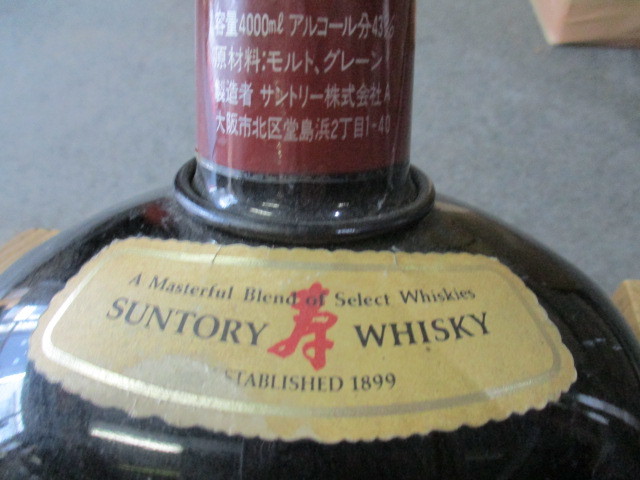 容量4000ml アルコール分43%
原材料:モルト、グレーン
製造者 サントリー株式会社
大阪市北区堂島浜2丁目1-40
A Masterful Blend of Select Whiskies
SUNTORY 寿 WHISKY
ESTABLISHED 1899